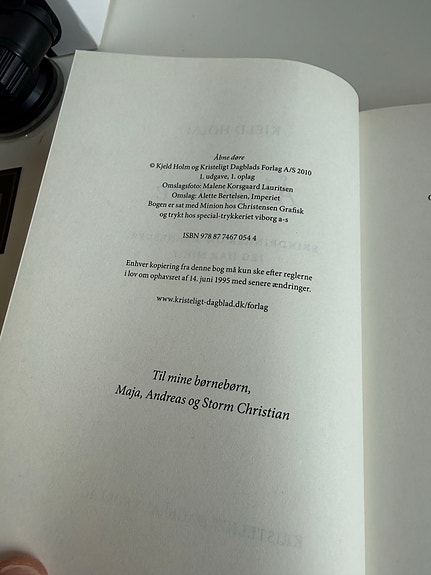 Åbne døre
© Kjeld Holm og Kristeligt Dagblads Forlag A/S 2010
1. udgave, 1. oplag
Omslagsfoto: Malene Korsgaard Lauritsen
Omslag: Alette Bertelsen, Imperiet
Bogen er sat med Minion hos Christensen Grafisk
og trykt hos special-trykkeriet viborg a-s
ISBN 978 87 7467 054 4
Enhver kopiering fra denne bog må kun ske efter reglerne
i lov om ophavsret af 14. juni 1995 med senere ændringer.
www.kristeligt-dagblad.dk/forlag
Til mine børnebørn,
Maja, Andreas og Storm Christian